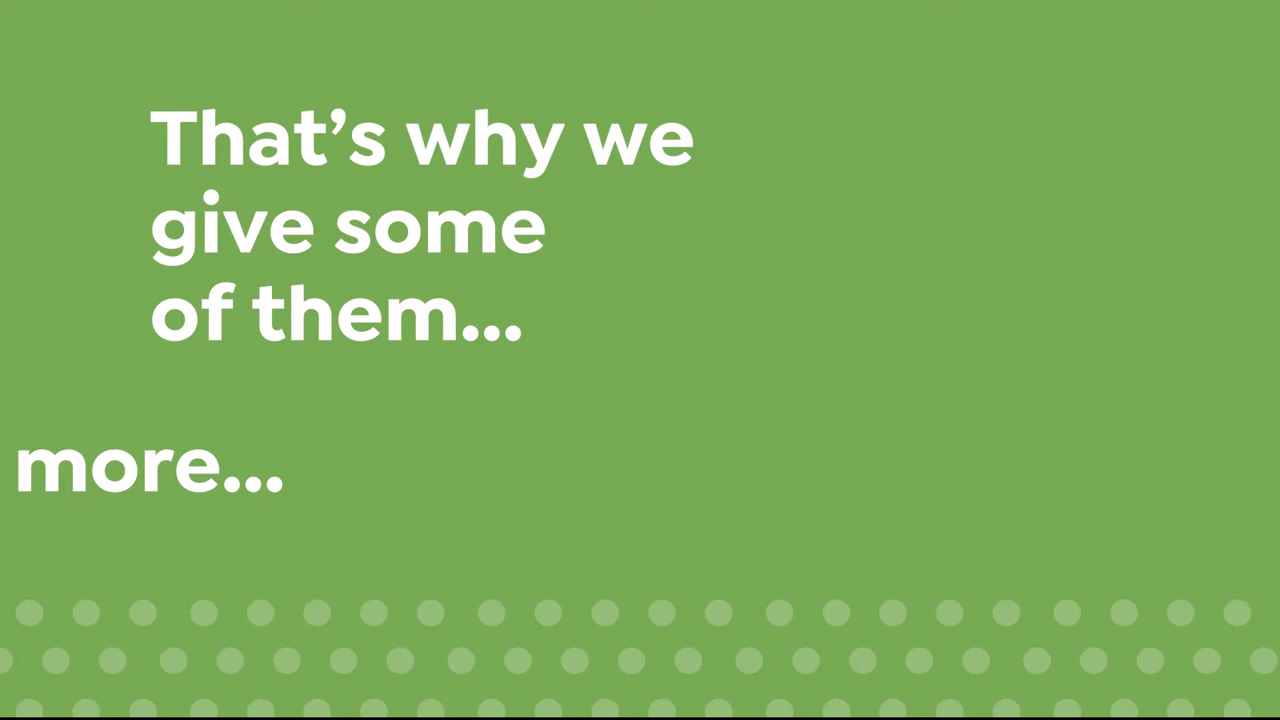 That’s why we
give some
of them...
more...